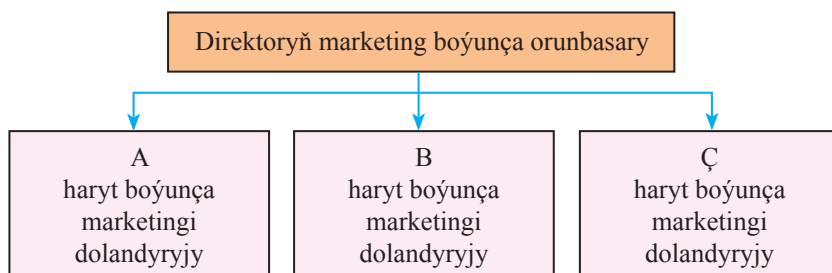 Direktoryň marketing boýunça orunbasary
A
haryt boýunça
marketingi
dolandyryjy
B
haryt boýunça
marketingi
dolandyryjy
Ç
haryt boýunça
marketingi
dolandyryjy